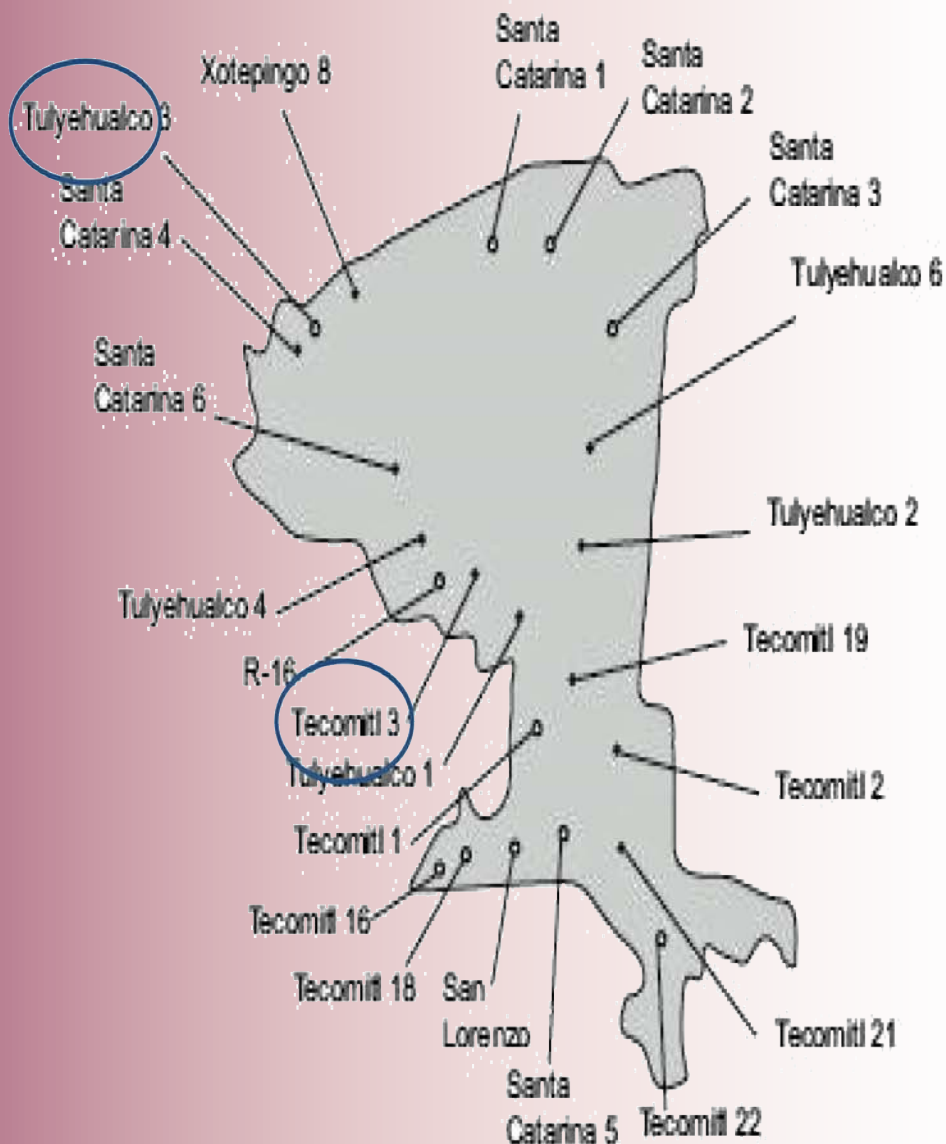 Santa
Catarina 1
Santa
Catarina 2
Xotepingo 8
Tulyehualco 3
Santa
Catarina 3
Santa
Catarina 4
Tulyehualco 6
Santa
Catarina 6
Tulyehualco 2
Tulyehualco 4
Tecomitl 19
R-16
Tecomitl 3
Tulyehualco 1
Tecomitl 2
Tecomitl 1
Tecomitl 16
Tecomitl 18
San
Lorenzo
Tecomitl 21
Santa
Catarina 5
Tecomitl 22